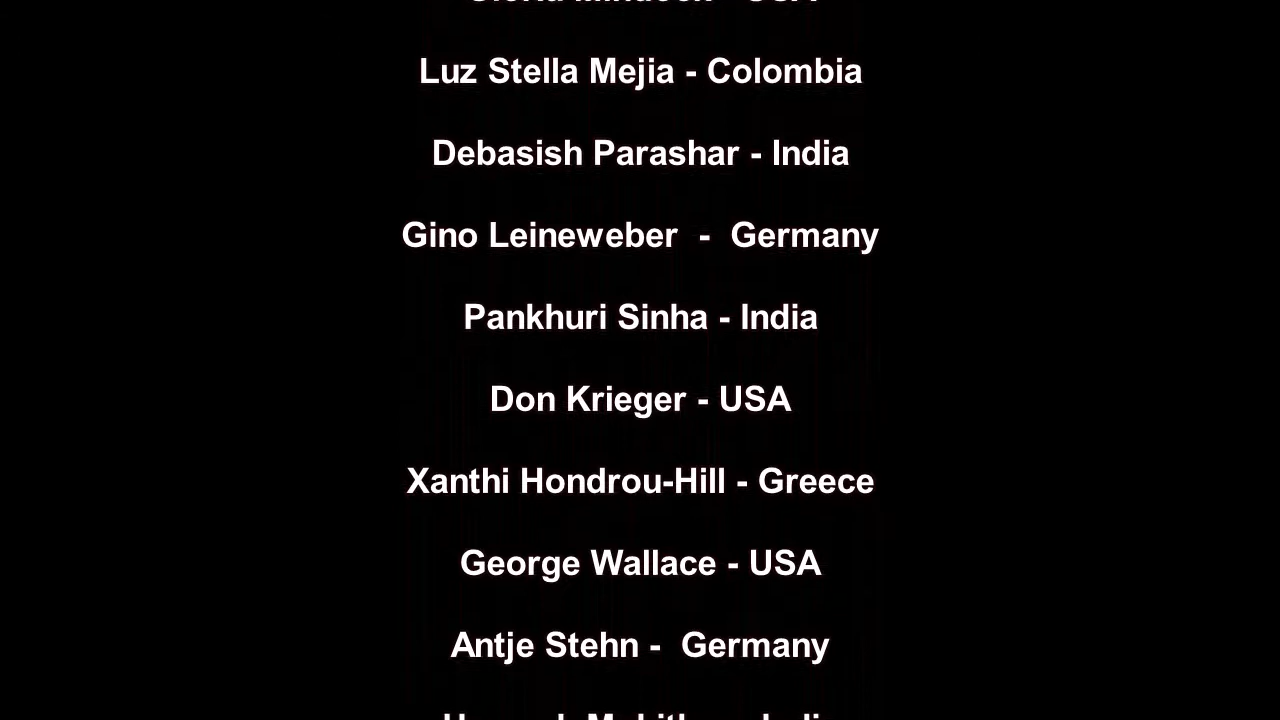 Luz Stella Mejia - Colombia
Debasish Parashar - India
Gino Leineweber  -  Germany
Pankhuri Sinha - India
Don Krieger - USA
Xanthi Hondrou-Hill - Greece
George Wallace - USA
Antje Stehn -  Germany